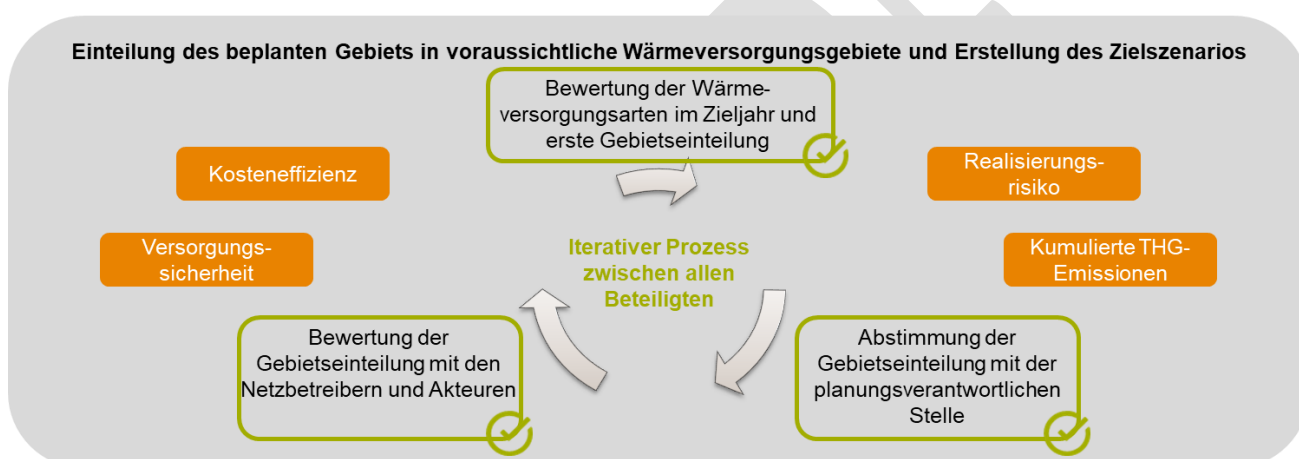 Einteilung des beplanten Gebiets in voraussichtliche Wärmeversorgungsgebiete und Erstellung des Zielszenarios
Bewertung der Wärme-
versorgungsarten im Zieljahr und
erste Gebietseinteilung
Kosteneffizienz
Realisierungs-
risiko
Versorgungs-
sicherheit
Iterativer Prozess
zwischen allen
Beteiligten
Kumulierte THG-
Emissionen
Bewertung der
Gebietseinteilung mit den
Netzbetreibern und Akteuren
Abstimmung der
Gebietseinteilung mit der
planungsverantwortlichen
Stelle